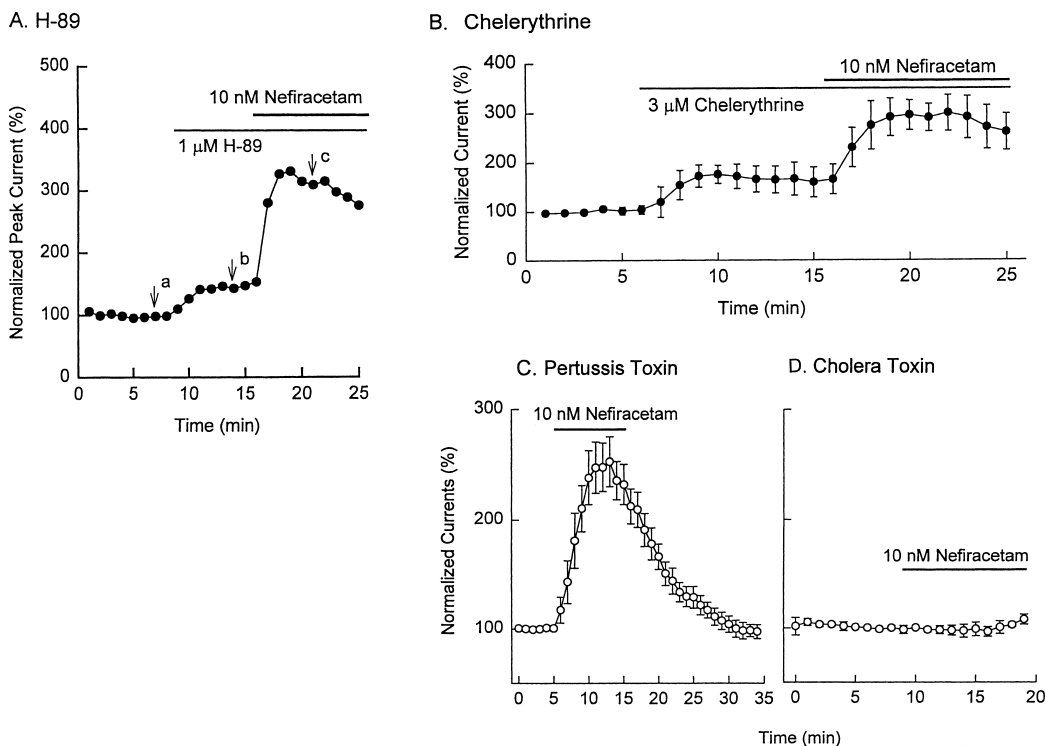 A. H-89
Normalized Peak Current (%)
500
400
300
200
100
0
10 nM Nefiracetam
1 μM H-89
a
b
c
0 5 10 15 20 25
Time (min)
B. Chelerythrine
Normalized Current (%)
400
300
200
100
0
10 nM Nefiracetam
3 μM Chelerythrine
0 5 10 15 20 25
Time (min)
C. Pertussis Toxin
Normalized Currents (%)
300
200
100
10 nM Nefiracetam
0 5 10 15 20 25 30 35
D. Cholera Toxin
10 nM Nefiracetam
0 5 10 15 20
Time (min)